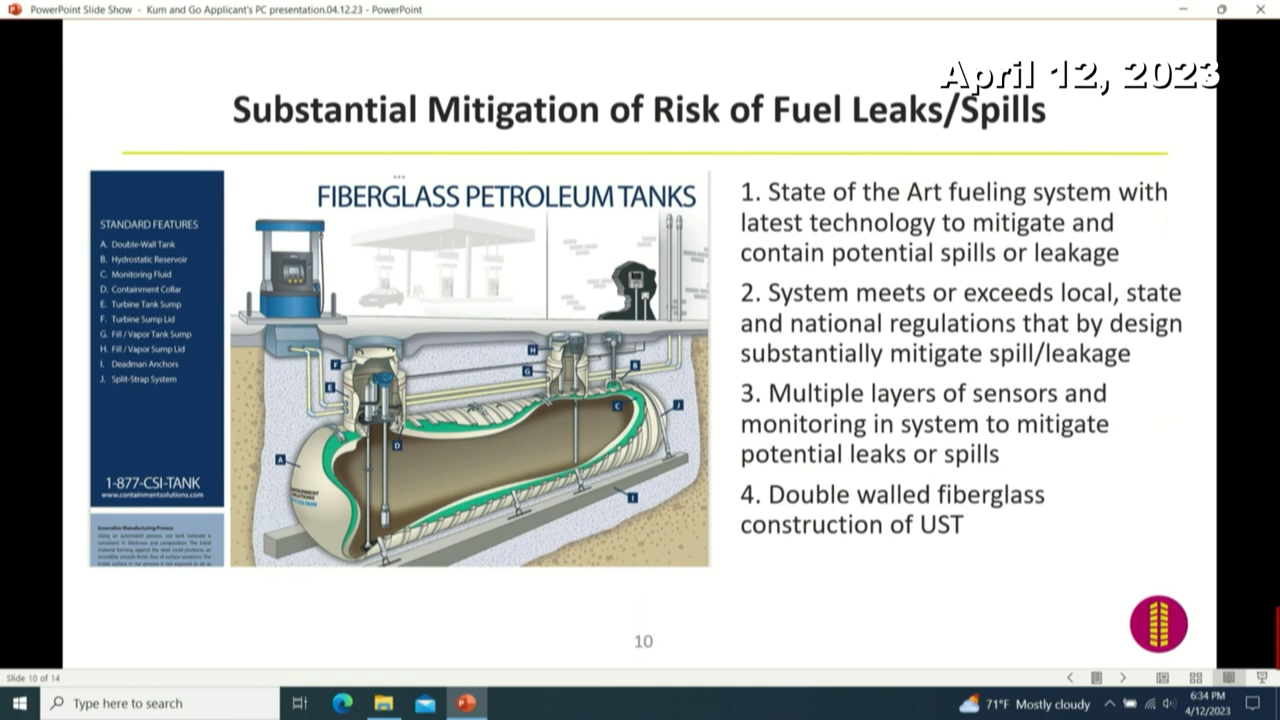 PowerPoint Slide Show - Kum and Go Applicant's PC presentation.04.12.23 - PowerPoint
April 12, 2023
Substantial Mitigation of Risk of Fuel Leaks/Spills
FIBERGLASS PETROLEUM TANKS
STANDARD FEATURES
A. Double-Wall Tank
B. Hydrostatic Reservoir
C. Monitoring Fluid
D. Containment Collar
E. Turbine Tank Sump
F. Turbine Sump Lid
G. Fill / Vapor Tank Sump
H. Fill / Vapor Sump Lid
I. Deadman Anchors
J. Split-Strap System
1-877-CSI-TANK
www.containmentsolutions.com
Innovative Manufacturing Process
H
F
G
B
E
C
J
D
A
I
1. State of the Art fueling system with
latest technology to mitigate and
contain potential spills or leakage
2. System meets or exceeds local, state
and national regulations that by design
substantially mitigate spill/leakage
3. Multiple layers of sensors and
monitoring in system to mitigate
potential leaks or spills
4. Double walled fiberglass
construction of UST
10
Slide 10 of 14
Type here to search
71°F Mostly cloudy
6:34 PM
4/12/2023